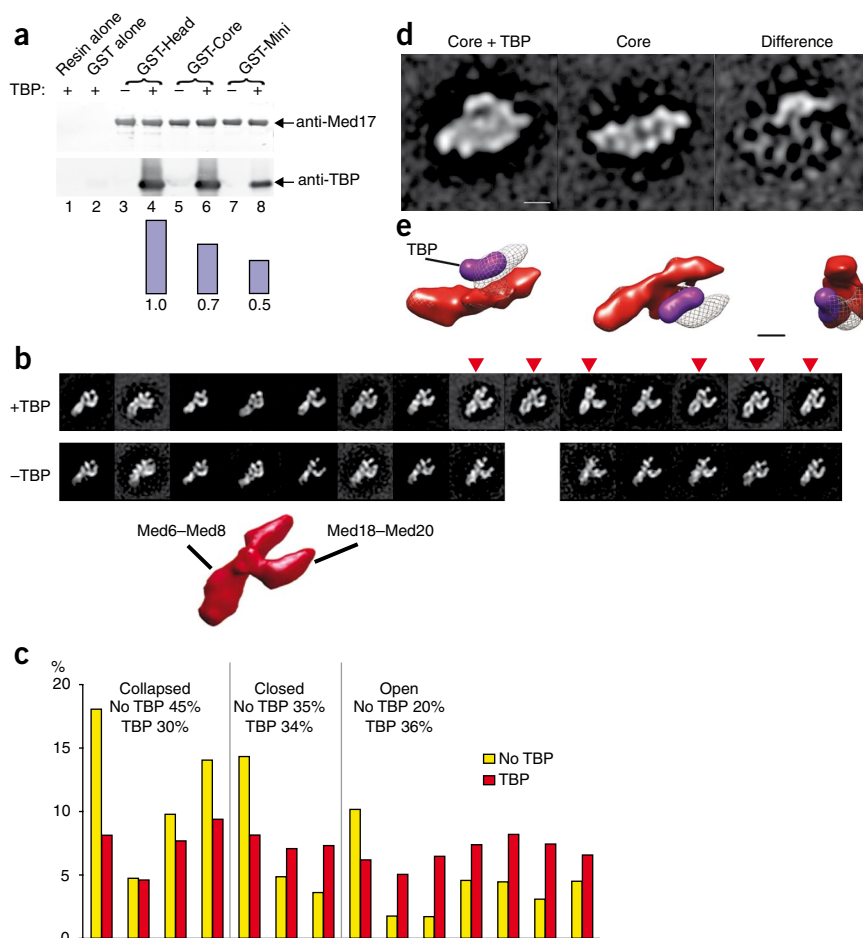 a
Resin alone
GST alone
GST-Head
GST-Core
GST-Mini
TBP: + + − + − + − +
anti-Med17
anti-TBP
1 2 3 4 5 6 7 8
1.0 0.7 0.5
d
Core + TBP Core Difference
e
TBP
b
+TBP
−TBP
Med6–Med8
Med18–Med20
c
%
20
15
10
5
0
Collapsed
No TBP 45%
TBP 30%
Closed
No TBP 35%
TBP 34%
Open
No TBP 20%
TBP 36%
No TBP
TBP